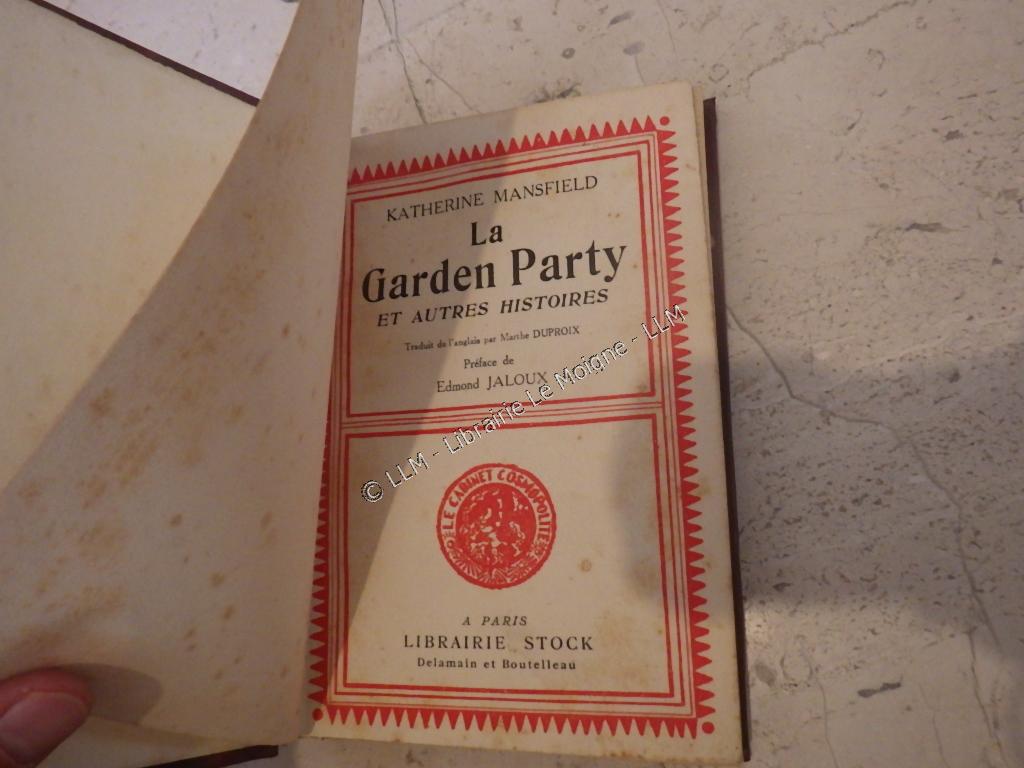 KATHERINE MANSFIELD
La
Garden Party
ET AUTRES HISTOIRES
Traduit de l'anglais par Marthe DUPROIX
Préface de
Edmond JALOUX
© LLM - Librairie Le Moigne - LLM
LE CABINET COSMOPOLITE
A PARIS
LIBRAIRIE STOCK
Delamain et Boutelleau